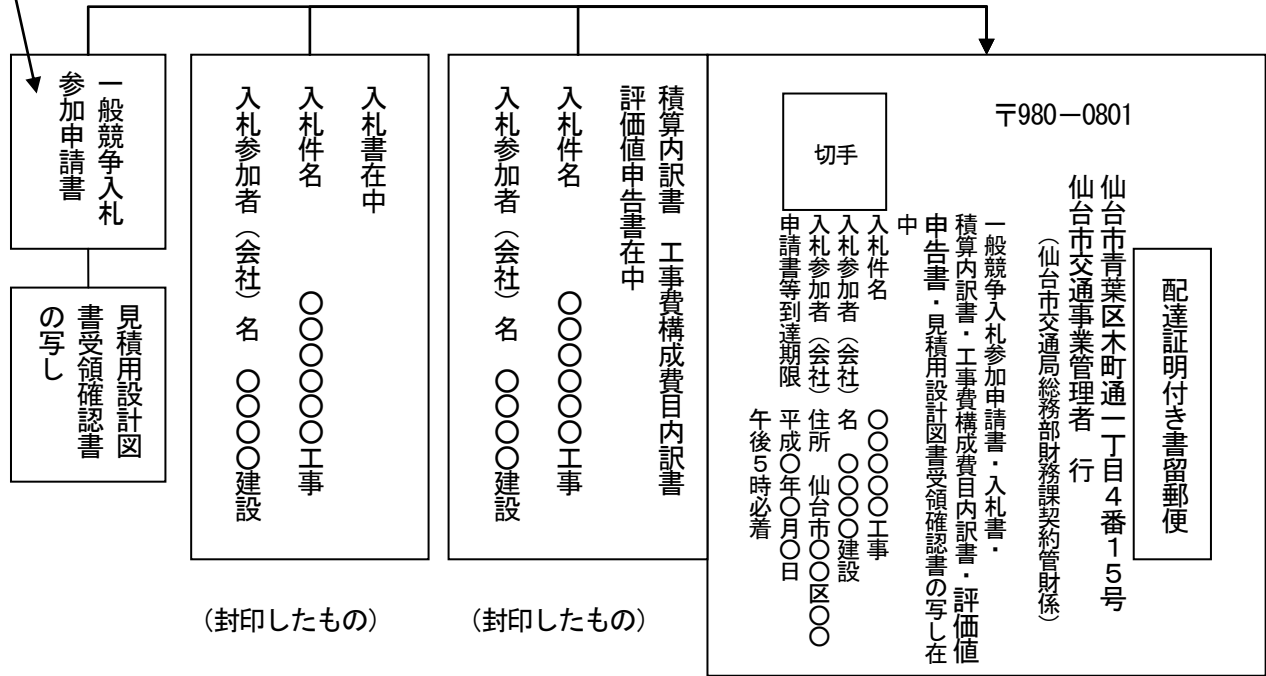 一般競争入札
参加申請書
見積用設計図
書受領確認書
の写し
入札書在中
入札件名 〇〇〇〇〇〇工事
入札参加者（会社）名 〇〇〇〇建設
（封印したもの）
積算内訳書 工事費構成費目内訳書
評価値申告書在中
入札件名 〇〇〇〇〇〇工事
入札参加者（会社）名 〇〇〇〇建設
（封印したもの）
配達証明付き書留郵便
〒980－0801
仙台市青葉区木町通一丁目４番１５号
仙台市交通事業管理者 行
（仙台市交通局総務部財務課契約管財係）
切手
一般競争入札参加申請書・入札書・
積算内訳書・工事費構成費目内訳書・評価値
申告書・見積用設計図書受領確認書の写し在
中
入札件名 〇〇〇〇〇工事
入札参加者（会社）名 〇〇〇〇建設
入札参加者（会社）住所 仙台市〇〇区〇〇
申請書等到達期限 平成〇年〇月〇日
午後５時必着